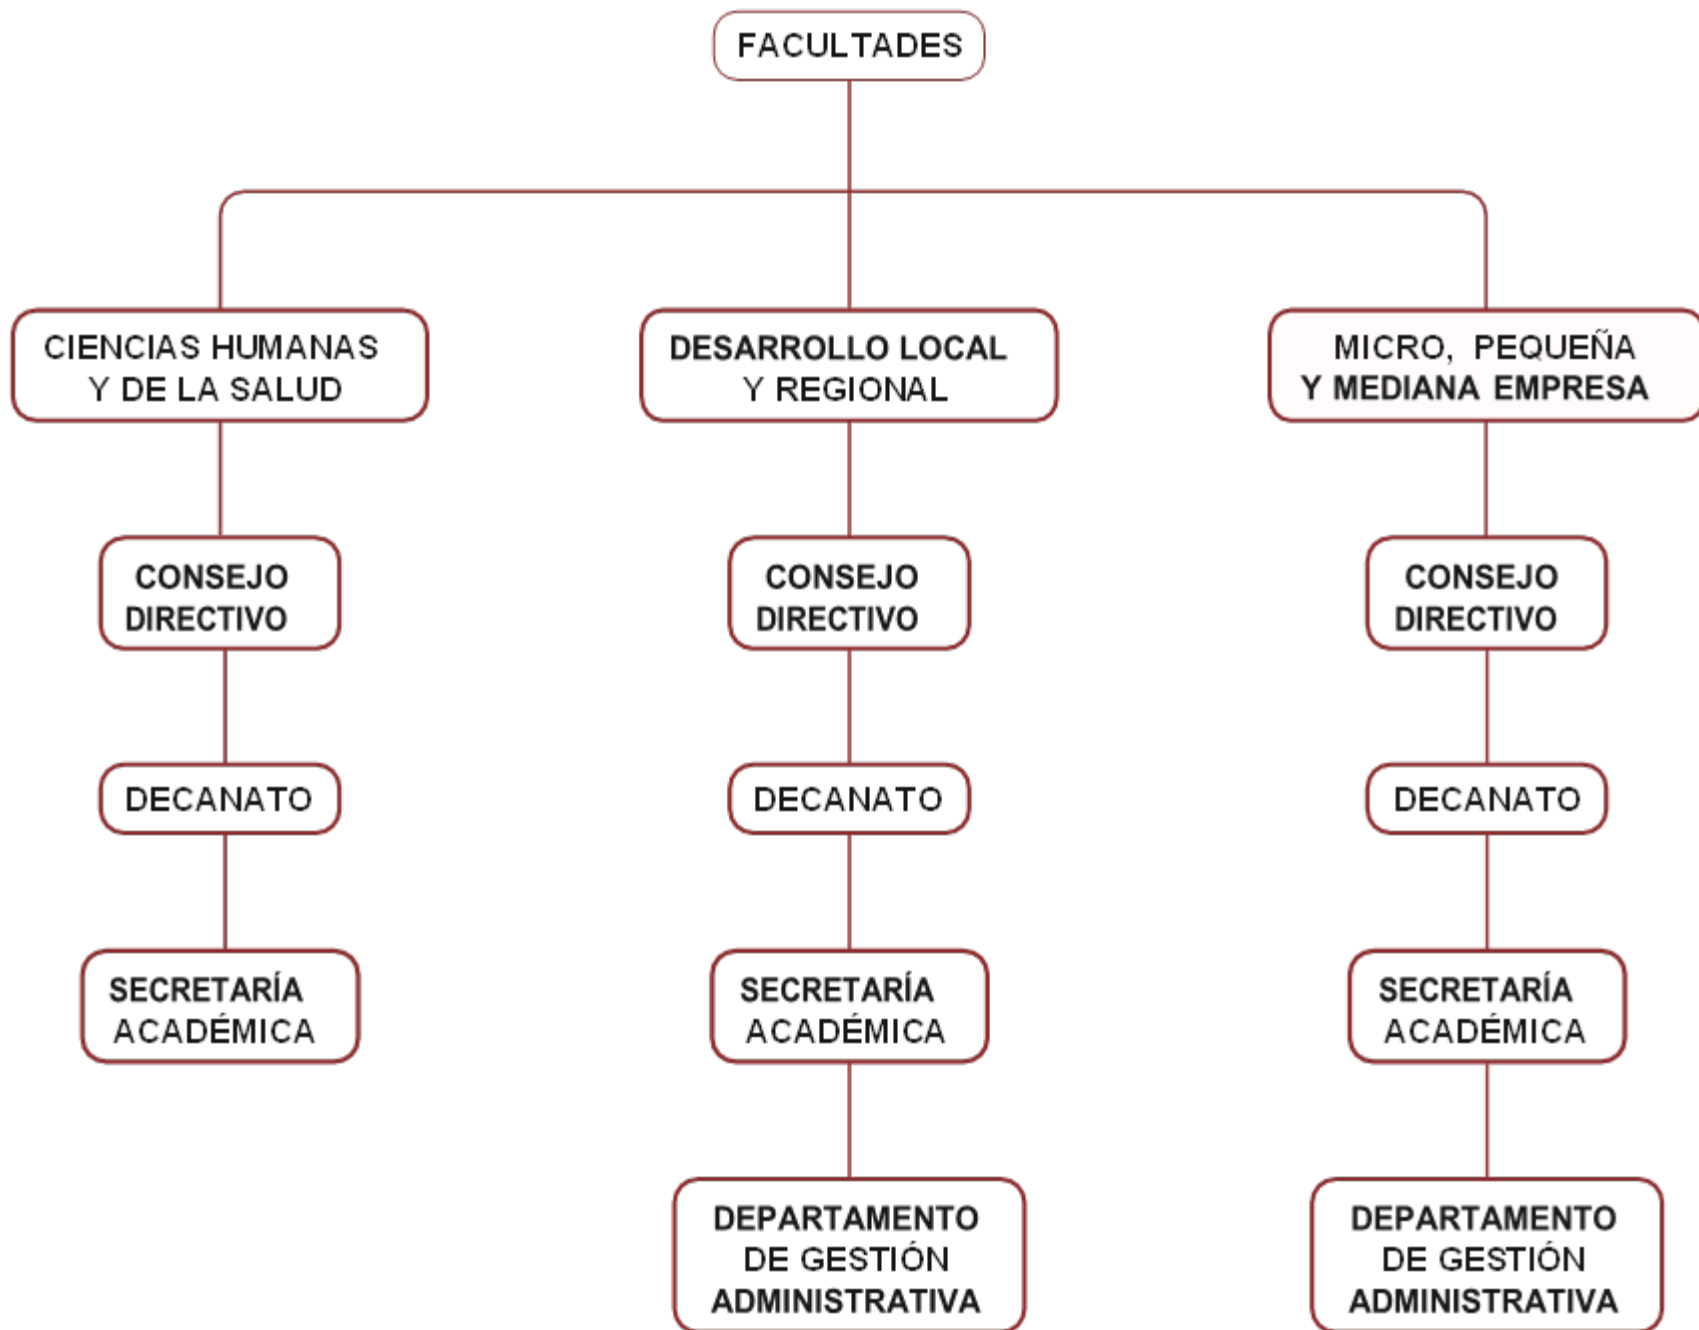 FACULTADES
CIENCIAS HUMANAS
Y DE LA SALUD
DESARROLLO LOCAL
Y REGIONAL
MICRO, PEQUEÑA
Y MEDIANA EMPRESA
CONSEJO
DIRECTIVO
CONSEJO
DIRECTIVO
CONSEJO
DIRECTIVO
DECANATO
DECANATO
DECANATO
SECRETARÍA
ACADÉMICA
SECRETARÍA
ACADÉMICA
SECRETARÍA
ACADÉMICA
DEPARTAMENTO
DE GESTIÓN
ADMINISTRATIVA
DEPARTAMENTO
DE GESTIÓN
ADMINISTRATIVA